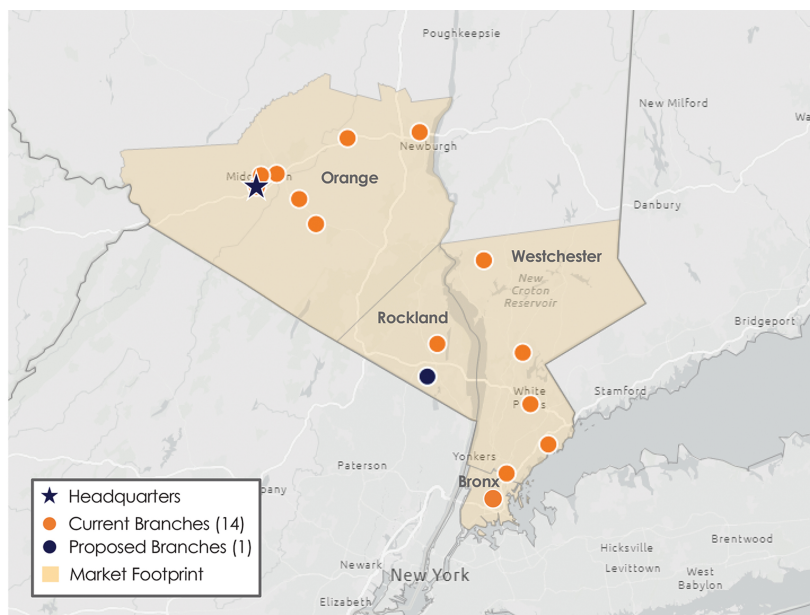 Poughkeepsie
New Milford
Newburgh
Orange
Danbury
Westchester
New
Croton
Reservoir
Rockland
Bridgeport
White
Stamford
Yonkers
Paterson
Bronx
Headquarters
Current Branches (14)
Proposed Branches (1)
Market Footprint
Hicksville
Brentwood
Levittown
West
Babylon
Newark
New York
Elizabeth